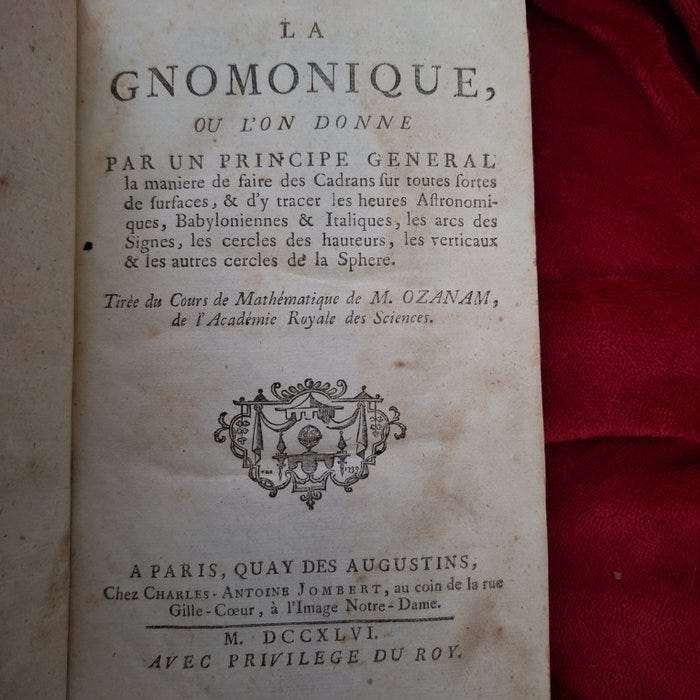 LA
GNOMONIQUE,
OU L'ON DONNE
PAR UN PRINCIPE GENERAL
la maniere de faire des Cadrans ſur toutes ſortes
de ſurfaces, & d'y tracer les heures Aſtronomi-
ques, Babyloniennes & Italiques, les arcs des
Signes, les cercles des hauteurs, les verticaux
& les autres cercles de la Sphere.
Tirée du Cours de Mathématique de M. OZANAM,
de l'Académie Royale des Sciences.
A PARIS, QUAY DES AUGUSTINS,
Chez CHARLES-ANTOINE JOMBERT, au coin de la rue
Gille-Cœur, à l'Image Notre-Dame.
M. DCCXLVI.
AVEC PRIVILEGE DU ROY.